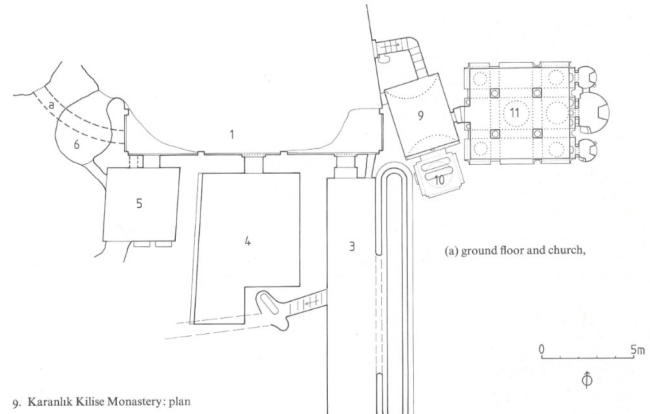 a
1
9
11
6
10
5
4
3
(a) ground floor and church,
0 5m
9. Karanlık Kilise Monastery: plan